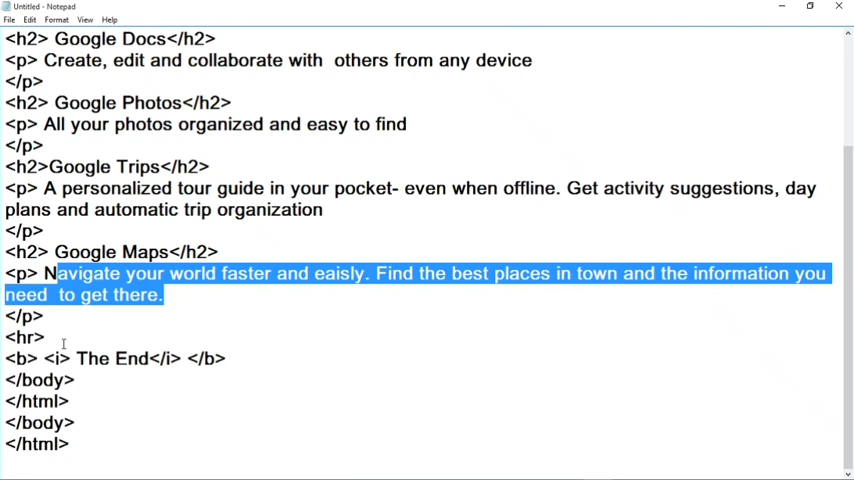 Untitled - Notepad
File Edit Format View Help
<h2> Google Docs</h2>
<p> Create, edit and collaborate with  others from any device
</p>
<h2> Google Photos</h2>
<p> All your photos organized and easy to find
</p>
<h2>Google Trips</h2>
<p> A personalized tour guide in your pocket- even when offline. Get activity suggestions, day
plans and automatic trip organization
</p>
<h2> Google Maps</h2>
<p> Navigate your world faster and eaisly. Find the best places in town and the information you
need  to get there.
</p>
<hr>
<b> <i> The End</i> </b>
</body>
</html>
</body>
</html>